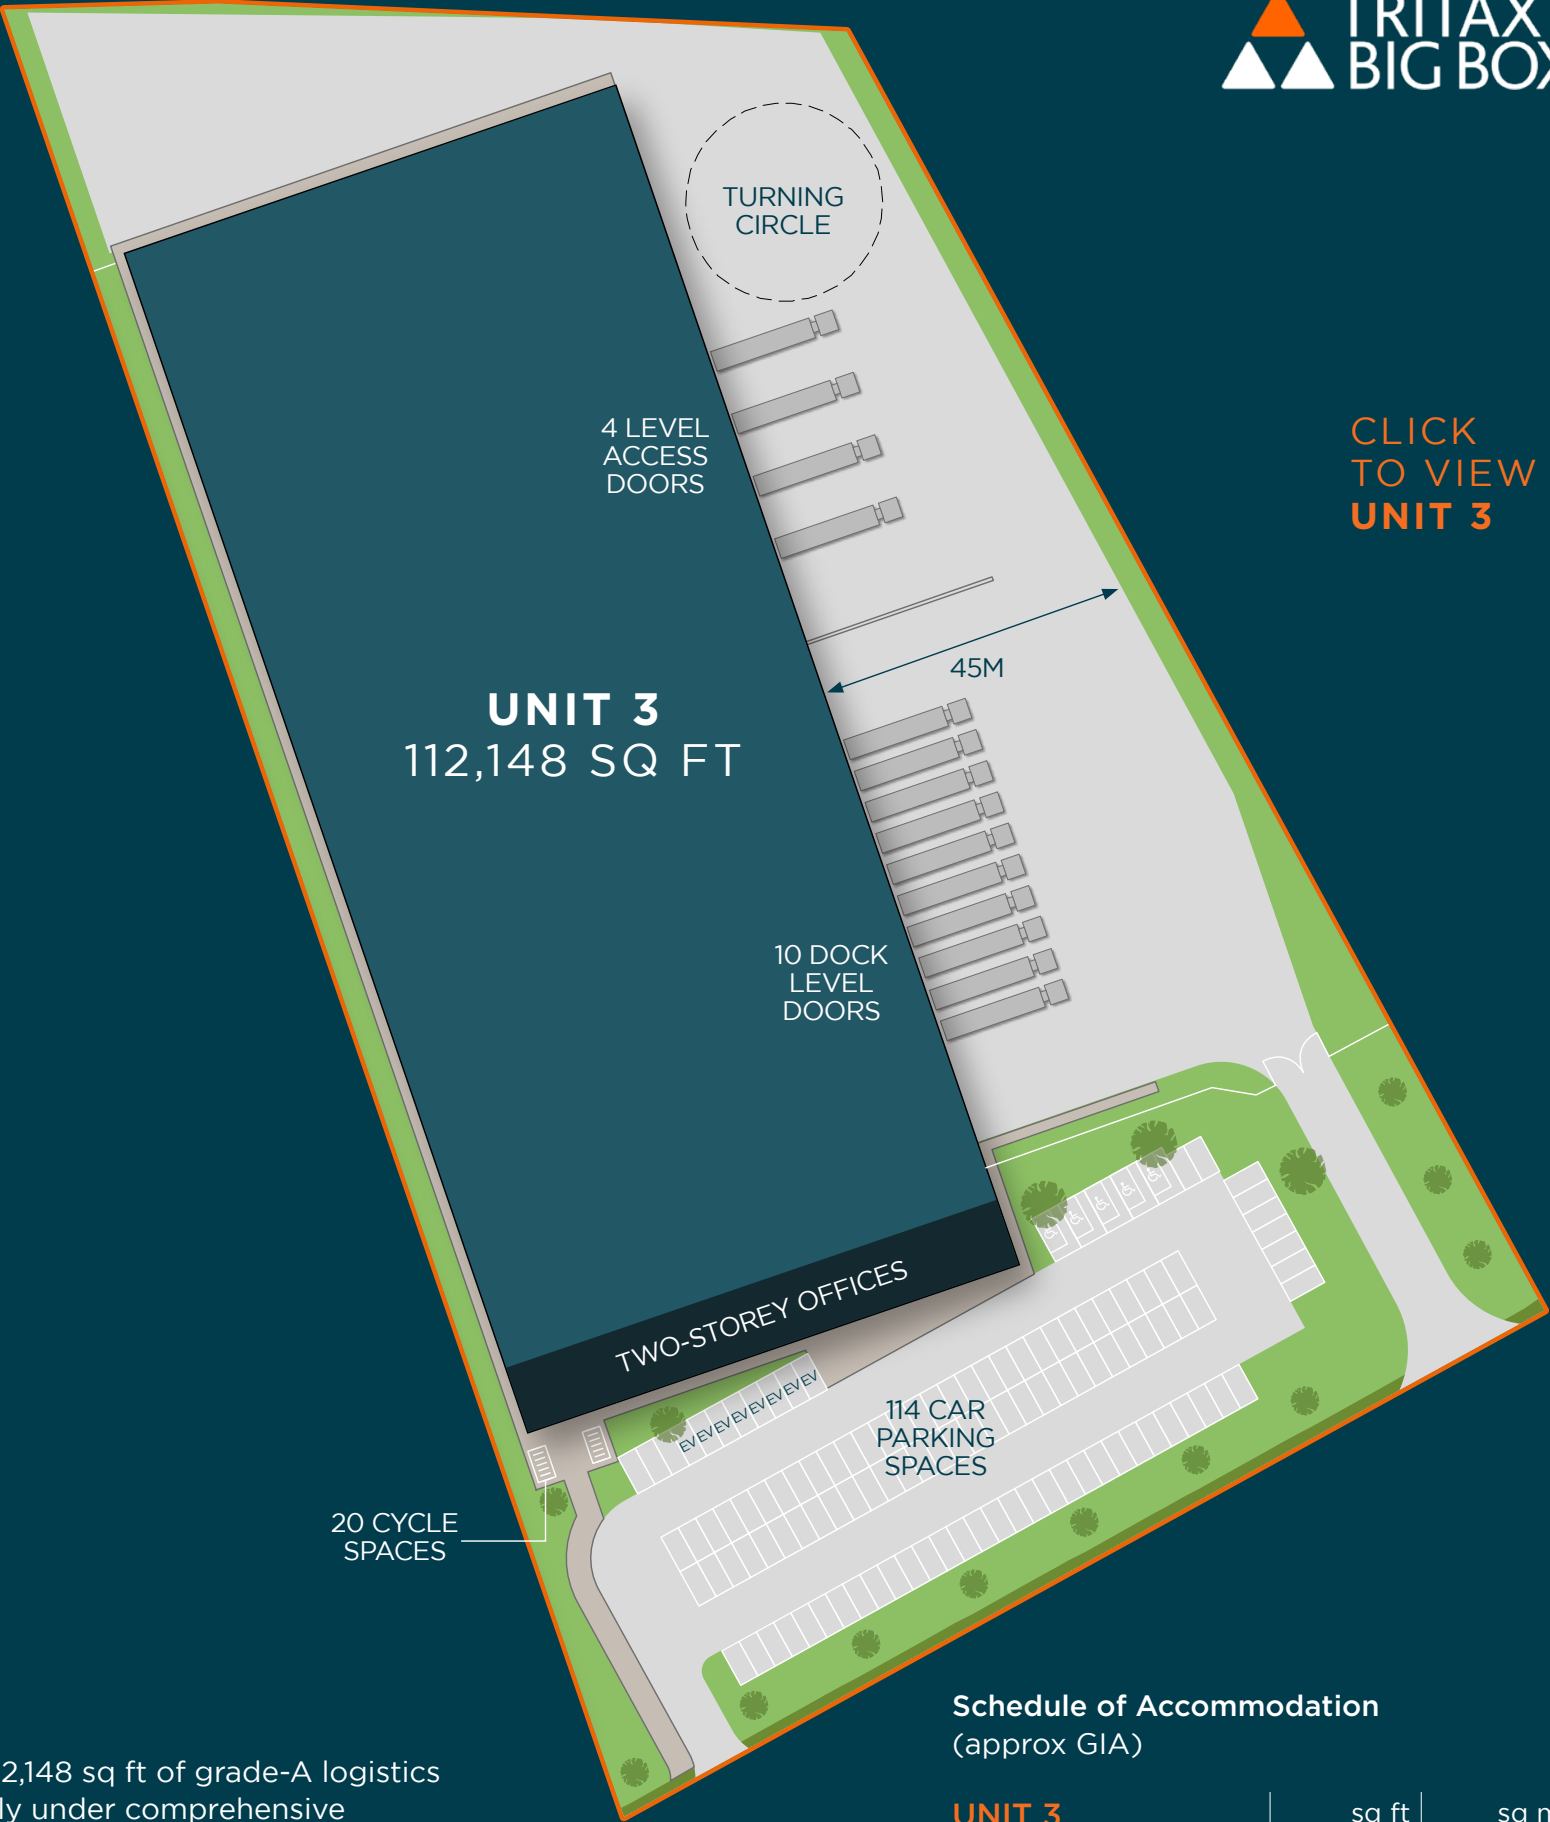 TRITAX
BIG BOX
TURNING
CIRCLE
4 LEVEL
ACCESS
DOORS
CLICK
TO VIEW
UNIT 3
45M
UNIT 3
112,148 SQ FT
10 DOCK
LEVEL
DOORS
TWO-STOREY OFFICES
EV EV EV EV EV EV EV EV
114 CAR
PARKING
SPACES
20 CYCLE
SPACES
Schedule of Accommodation
(approx GIA)
2,148 sq ft of grade-A logistics
ly under comprehensive
UNIT 3
sq ft
sq m